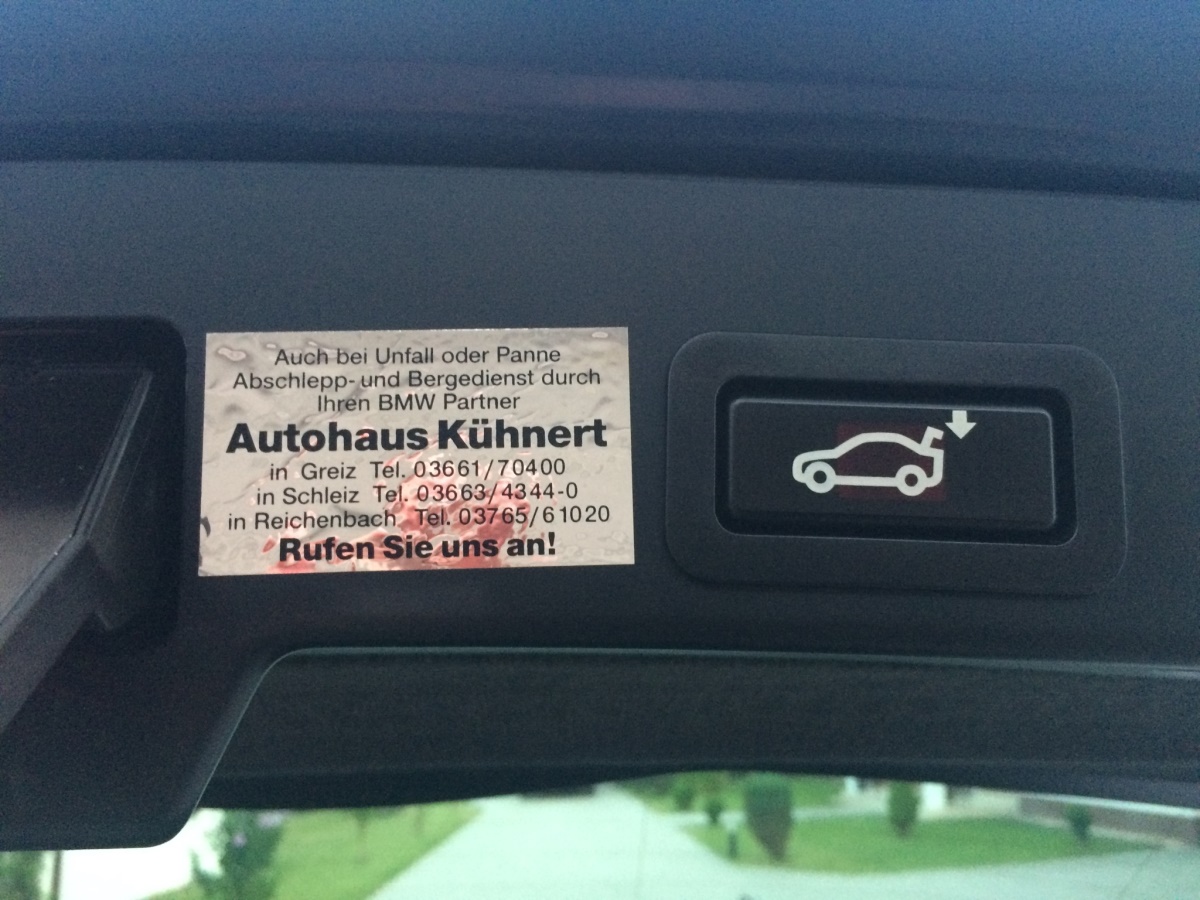 Auch bei Unfall oder Panne
Abschlepp- und Bergedienst durch
Ihren BMW Partner
Autohaus Kühnert
in Greiz Tel. 03661/70400
in Schleiz Tel. 03663/4344-0
in Reichenbach Tel. 03765/61020
Rufen Sie uns an!